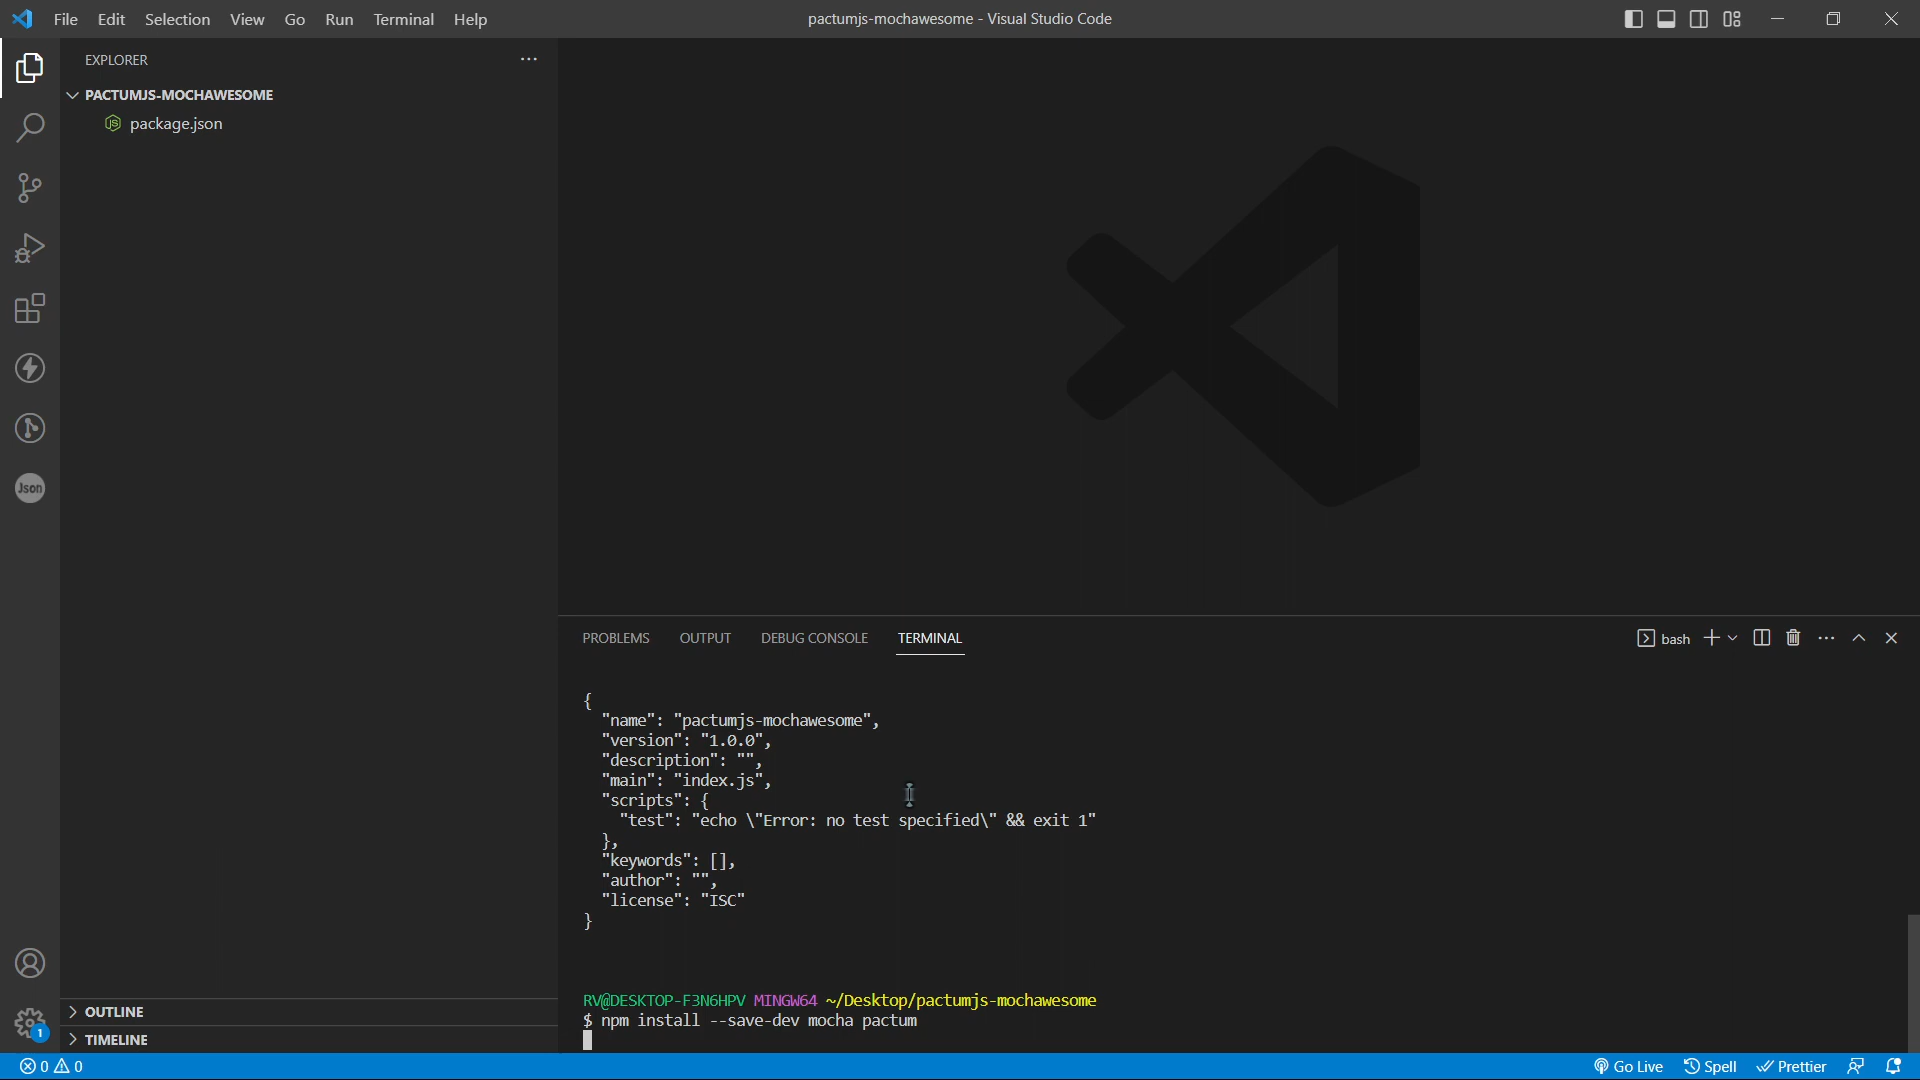 File Edit Selection View Go Run Terminal Help
pactumjs-mochawesome - Visual Studio Code
EXPLORER
PACTUMJS-MOCHAWESOME
JS package.json
Json
PROBLEMS OUTPUT DEBUG CONSOLE TERMINAL
bash
{
"name": "pactumjs-mochawesome",
"version": "1.0.0",
"description": "",
"main": "index.js",
"scripts": {
"test": "echo \"Error: no test specified\" && exit 1"
},
"keywords": [],
"author": "",
"license": "ISC"
}
RV@DESKTOP-F3N6HPV MINGW64 ~/Desktop/pactumjs-mochawesome
$ npm install --save-dev mocha pactum
OUTLINE
TIMELINE
1
0 0
Go Live Spell Prettier